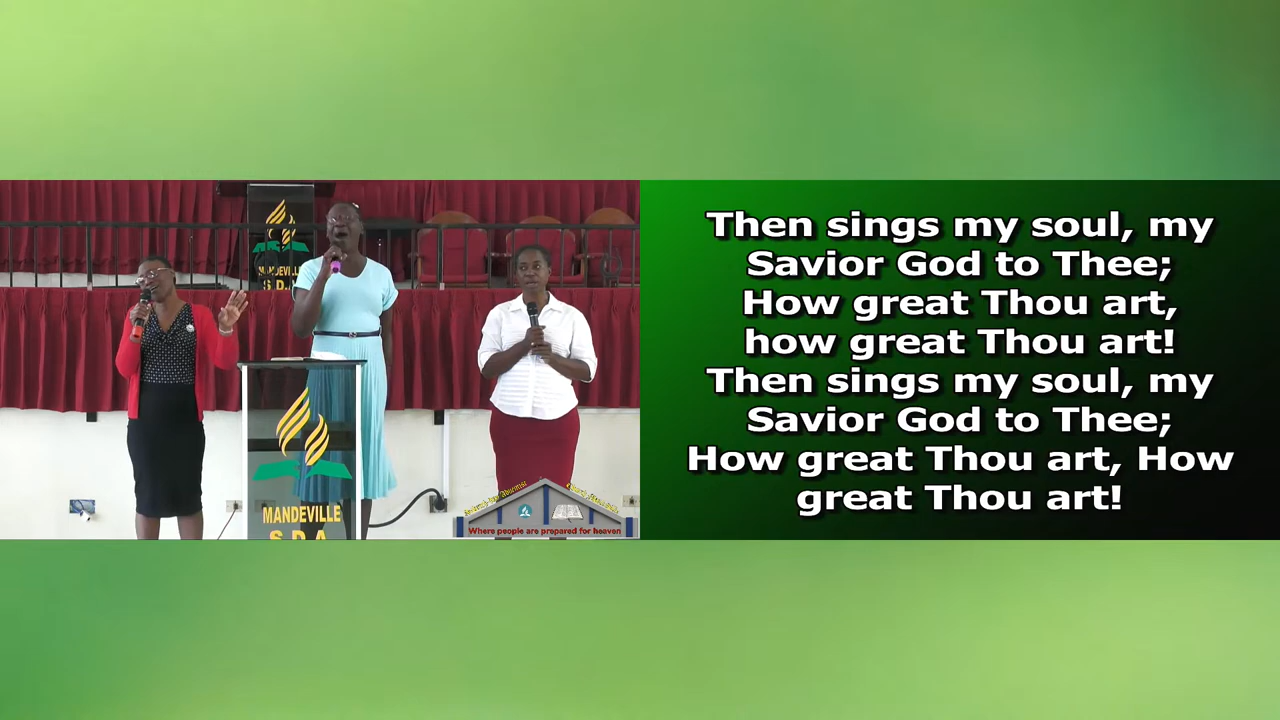 MANDEVILLE
S.D.A.
MANDEVILLE
S.D.A.
Where people are prepared for heaven
Then sings my soul, my
Savior God to Thee;
How great Thou art,
how great Thou art!
Then sings my soul, my
Savior God to Thee;
How great Thou art, How
great Thou art!